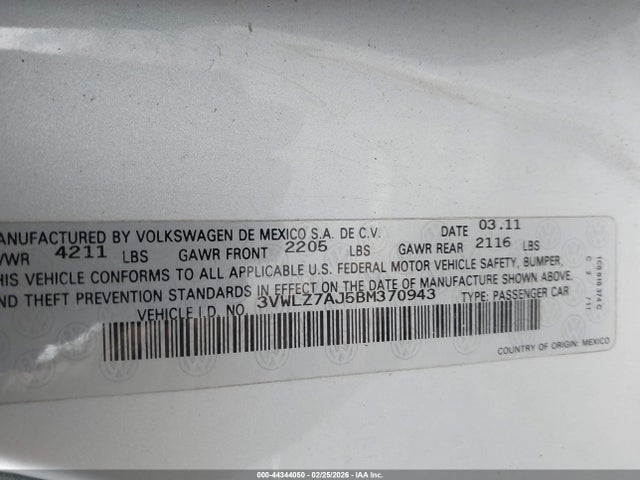 MANUFACTURED BY VOLKSWAGEN DE MEXICO S.A. DE C.V. DATE 03.11
VWR 4211 LBS GAWR FRONT 2205 LBS GAWR REAR 2116 LBS
THIS VEHICLE CONFORMS TO ALL APPLICABLE U.S. FEDERAL MOTOR VEHICLE SAFETY, BUMPER,
AND THEFT PREVENTION STANDARDS IN EFFECT ON THE DATE OF MANUFACTURE SHOWN ABOVE.
VEHICLE I.D. NO. 3VWLZ7AJ5BM370943 TYPE: PASSENGER CAR
COUNTRY OF ORIGIN: MEXICO
000-44344050 | 02/25/2026 | IAA Inc.